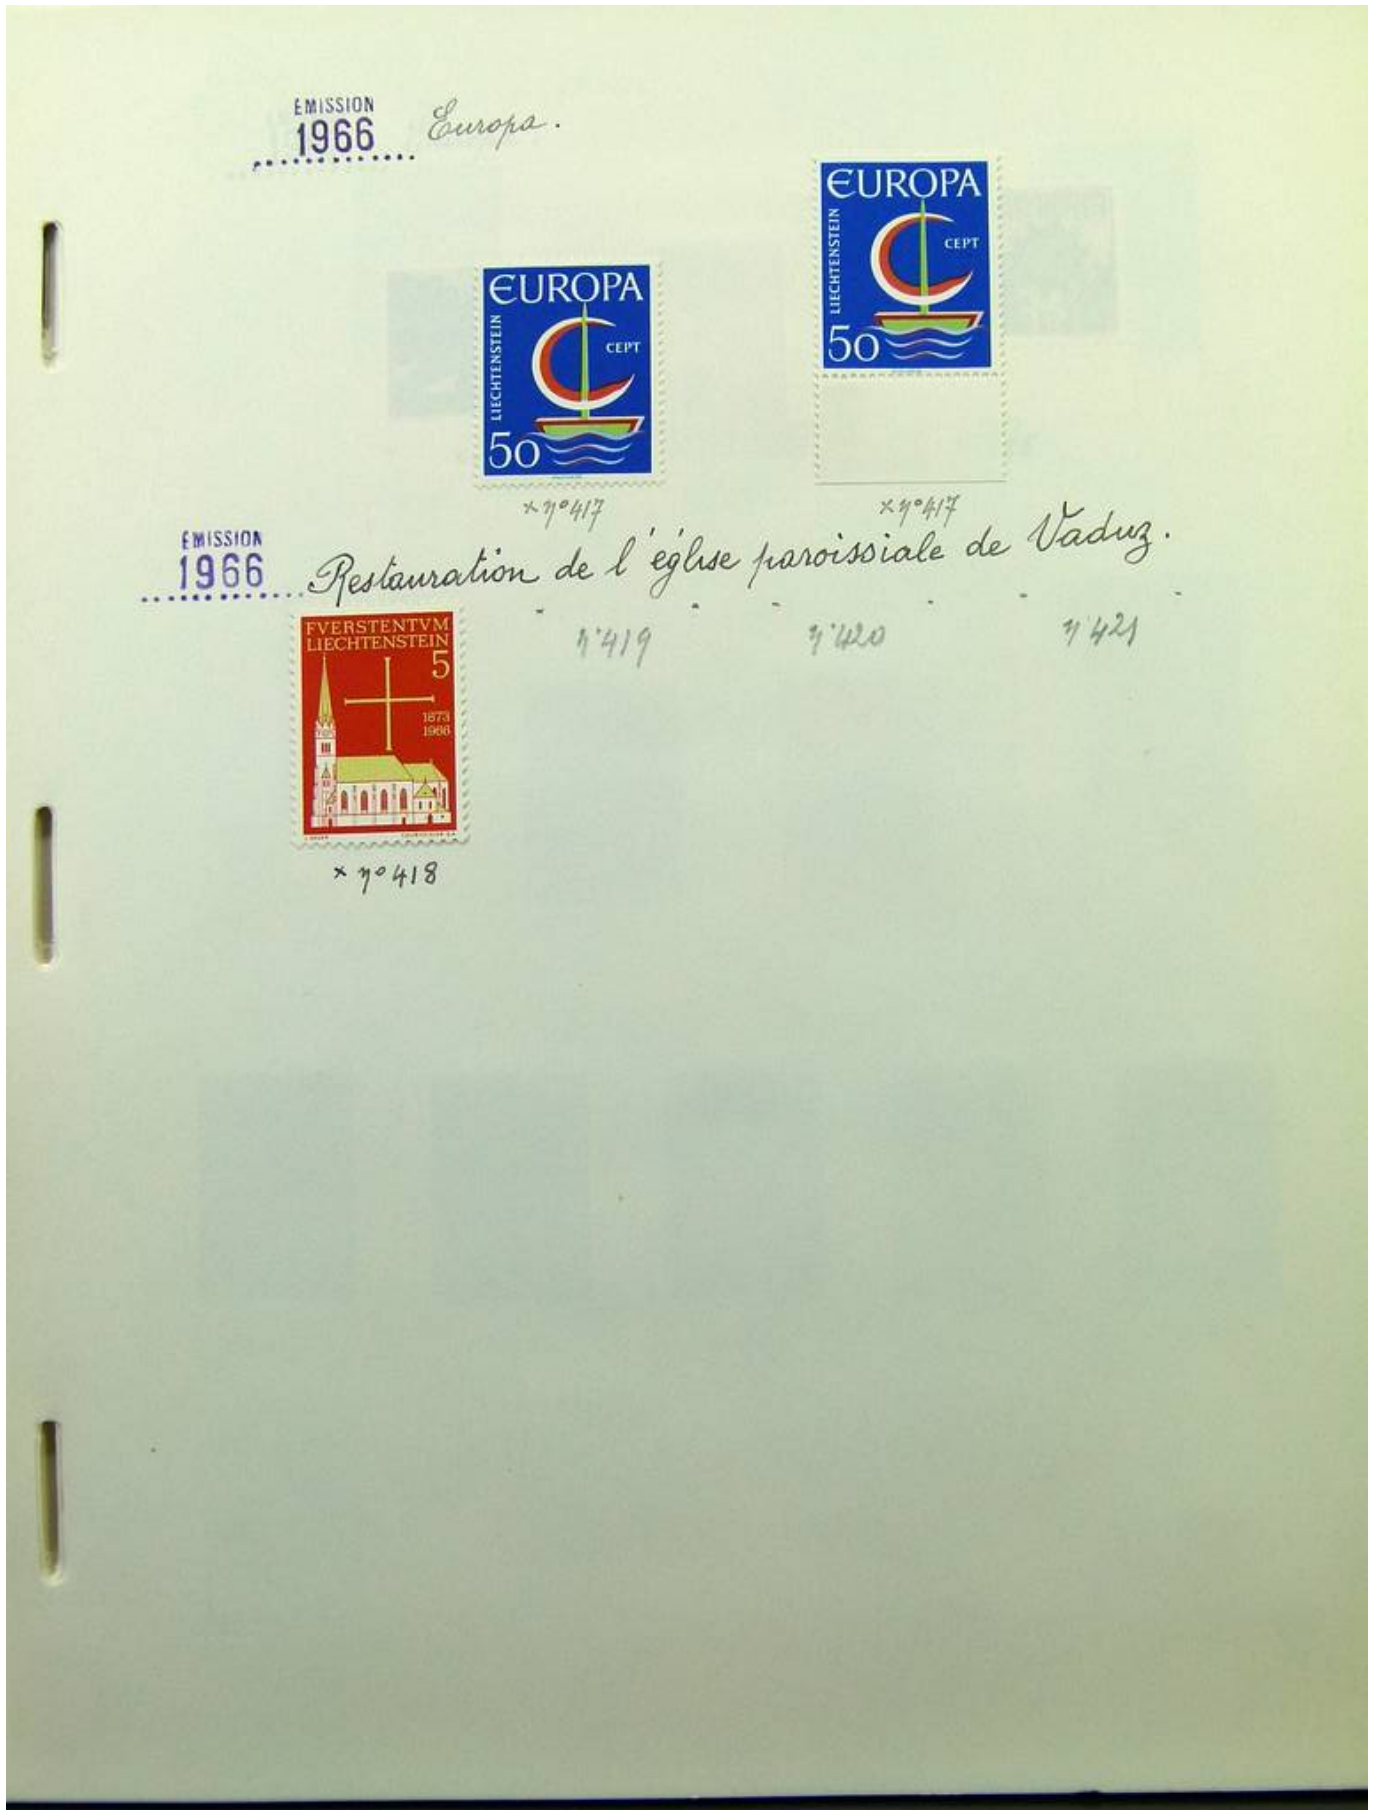 ÉMISSION
1966 Europa.
EUROPA
LIECHTENSTEIN
CEPT
50
EUROPA
LIECHTENSTEIN
CEPT
50
x n° 417
x n° 417
ÉMISSION
1966 Restauration de l'église paroissiale de Vaduz.
FVERSTENTVM
LIECHTENSTEIN
5
1873
1966
n° 419
n° 420
n° 421
x n° 418